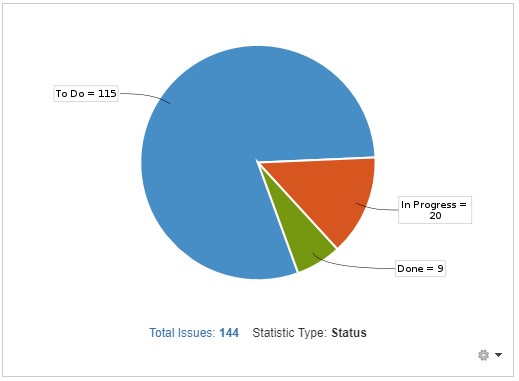 To Do = 115
In Progress =
20
Done = 9
Total Issues: 144 Statistic Type: Status